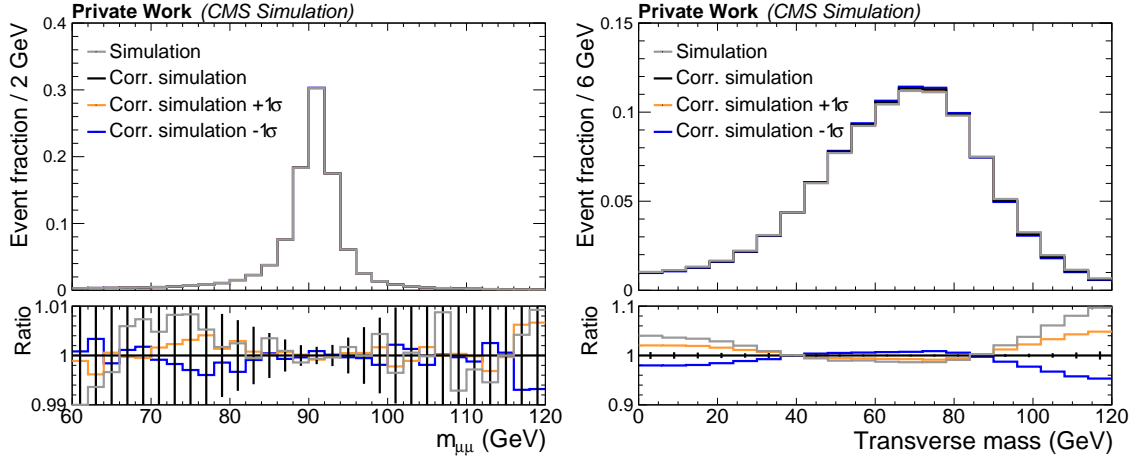 Private Work (CMS Simulation)
Event fraction / 2 GeV
0.4
0.3
0.2
0.1
0
Simulation
Corr. simulation
Corr. simulation +1σ
Corr. simulation -1σ
Ratio
1.01
1
0.99
60 70 80 90 100 110 120
mμμ (GeV)
Private Work (CMS Simulation)
Event fraction / 6 GeV
0.15
0.1
0.05
0
Simulation
Corr. simulation
Corr. simulation +1σ
Corr. simulation -1σ
Ratio
1.1
1
0.9
0 20 40 60 80 100 120
Transverse mass (GeV)